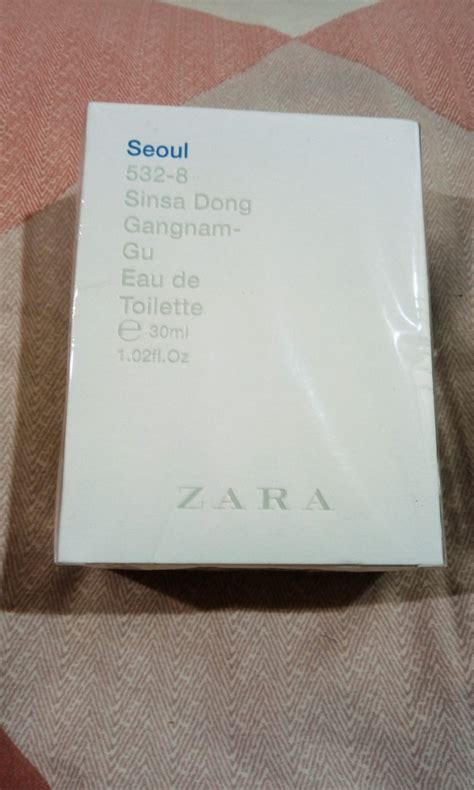 Seoul
532-8
Sinsa Dong
Gangnam-
Gu
Eau de
Toilette
℮ 30ml
1.02fl.Oz
ZARA